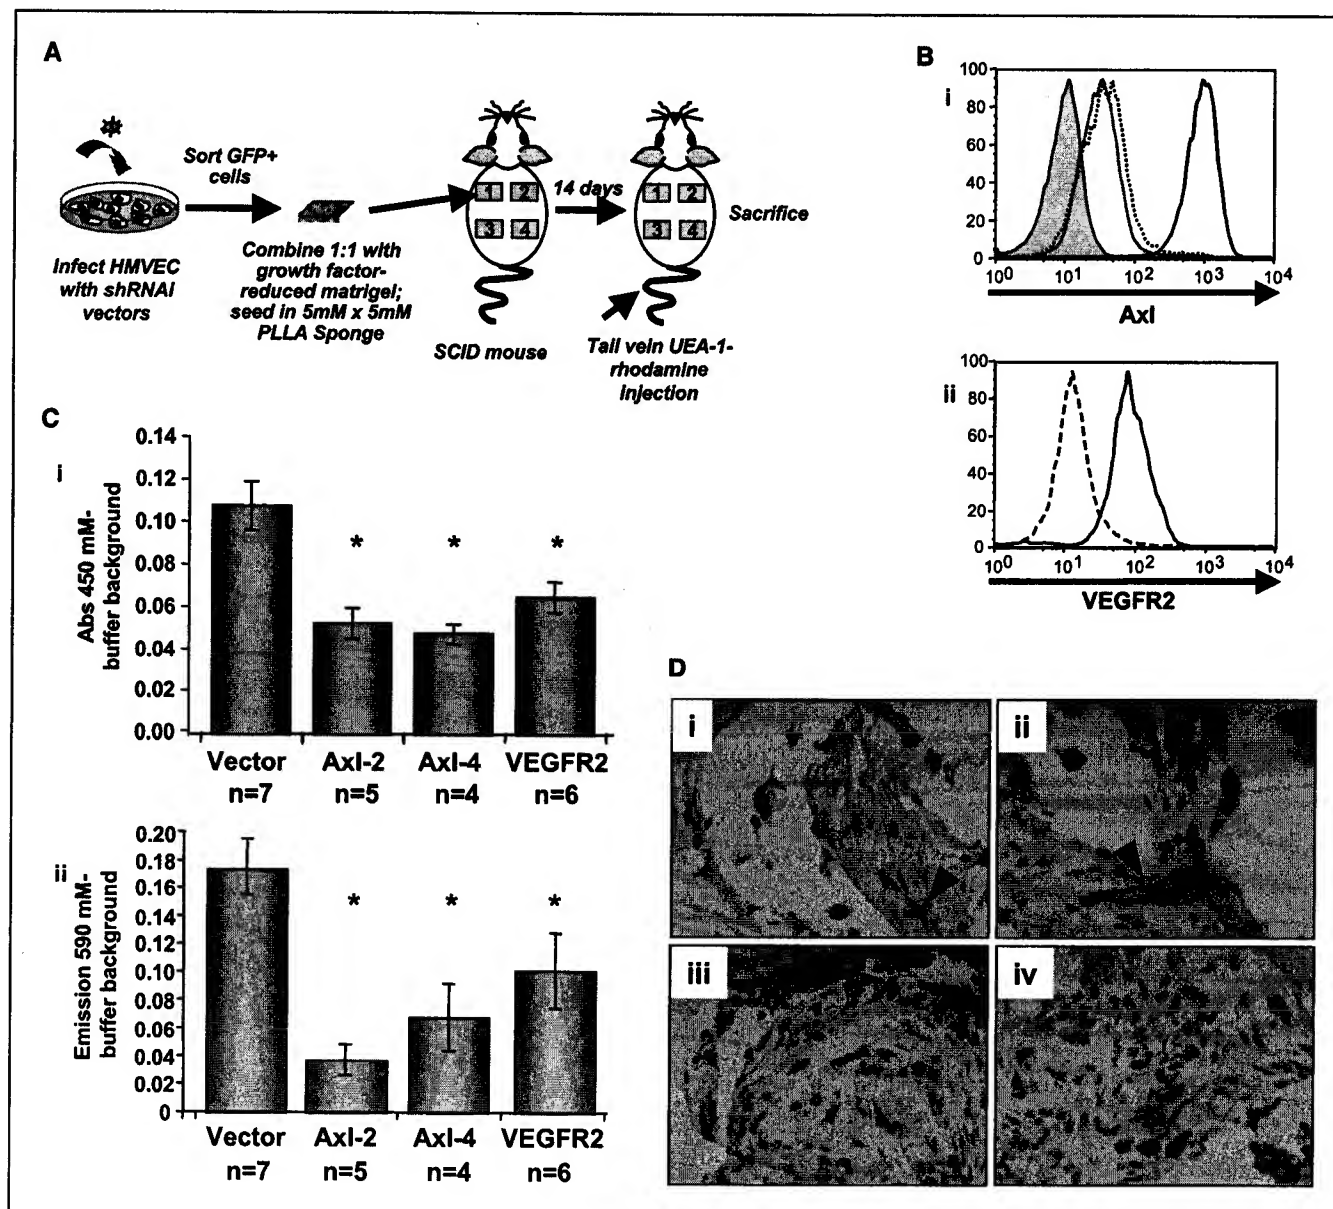 A
Sort GFP+
cells
Infect HMVEC
with shRNAI
vectors
Combine 1:1 with
growth factor-
reduced matrigel;
seed in 5mM x 5mM
PLLA Sponge
1 2
3 4
SCID mouse
14 days
1 2
3 4
Sacrifice
Tail vein UEA-1-
rhodamine
injection
B
i
100
80
60
40
20
0
10⁰ 10¹ 10² 10³ 10⁴
Axl
ii
100
80
60
40
20
0
10⁰ 10¹ 10² 10³ 10⁴
VEGFR2
C
i
Abs 450 mM-
buffer background
0.14
0.12
0.10
0.08
0.06
0.04
0.02
0.00
* * *
Vector Axl-2 Axl-4 VEGFR2
n=7 n=5 n=4 n=6
ii
Emission 590 mM-
buffer background
0.20
0.18
0.16
0.14
0.12
0.10
0.08
0.06
0.04
0.02
0
* * *
Vector Axl-2 Axl-4 VEGFR2
n=7 n=5 n=4 n=6
D
i
ii
iii
iv